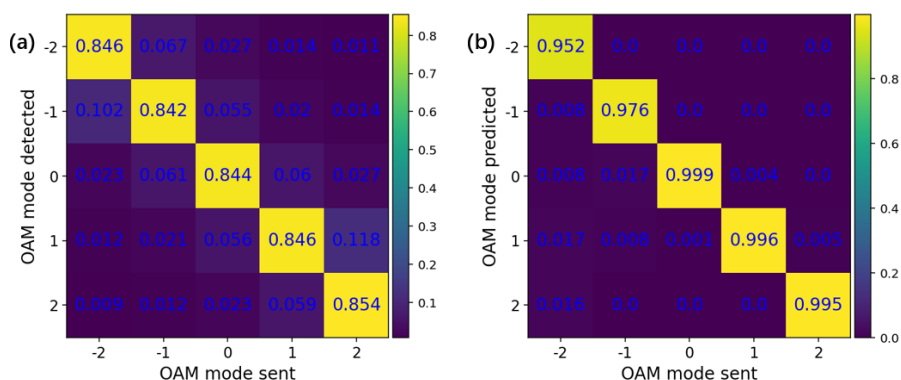 (a)
OAM mode detected
-2 0.846 0.067 0.027 0.014 0.011
-1 0.102 0.842 0.055 0.02 0.014
0 0.023 0.061 0.844 0.06 0.027
1 0.012 0.021 0.056 0.846 0.118
2 0.009 0.012 0.023 0.059 0.854
-2 -1 0 1 2
OAM mode sent
0.8
0.7
0.6
0.5
0.4
0.3
0.2
0.1
(b)
OAM mode predicted
-2 0.952 0.0 0.0 0.0 0.0
-1 0.008 0.976 0.0 0.0 0.0
0 0.008 0.017 0.999 0.004 0.0
1 0.017 0.008 0.001 0.996 0.005
2 0.016 0.0 0.0 0.0 0.995
-2 -1 0 1 2
OAM mode sent
0.8
0.6
0.4
0.2
0.0